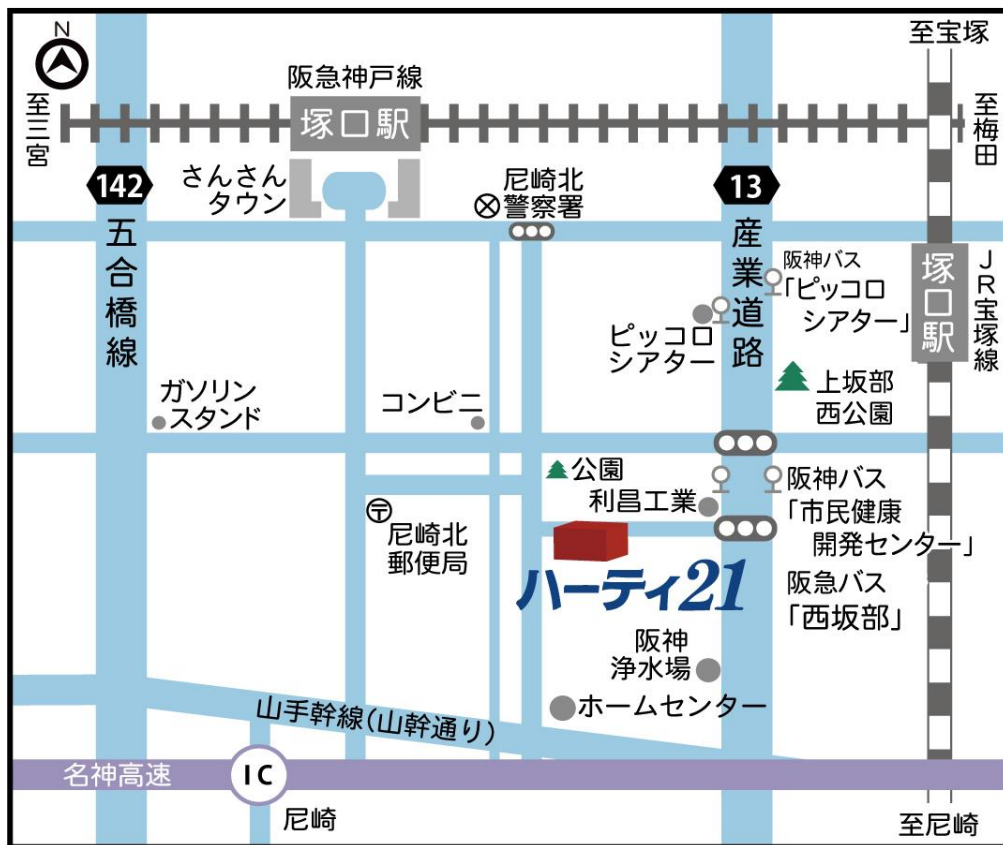 N
至宝塚
阪急神戸線
至三宮
塚口駅
至梅田
142
五合橋線
さんさん
タウン
尼崎北
警察署
13
産業道路
阪神バス
「ピッコロ
シアター」
塚口駅
JR宝塚線
ピッコロ
シアター
上坂部
西公園
ガソリン
スタンド
コンビニ
公園
利昌工業
阪神バス
「市民健康
開発センター」
〒
尼崎北
郵便局
ハーティ21
阪急バス
「西坂部」
阪神
浄水場
ホームセンター
山手幹線(山幹通り)
名神高速
IC
尼崎
至尼崎